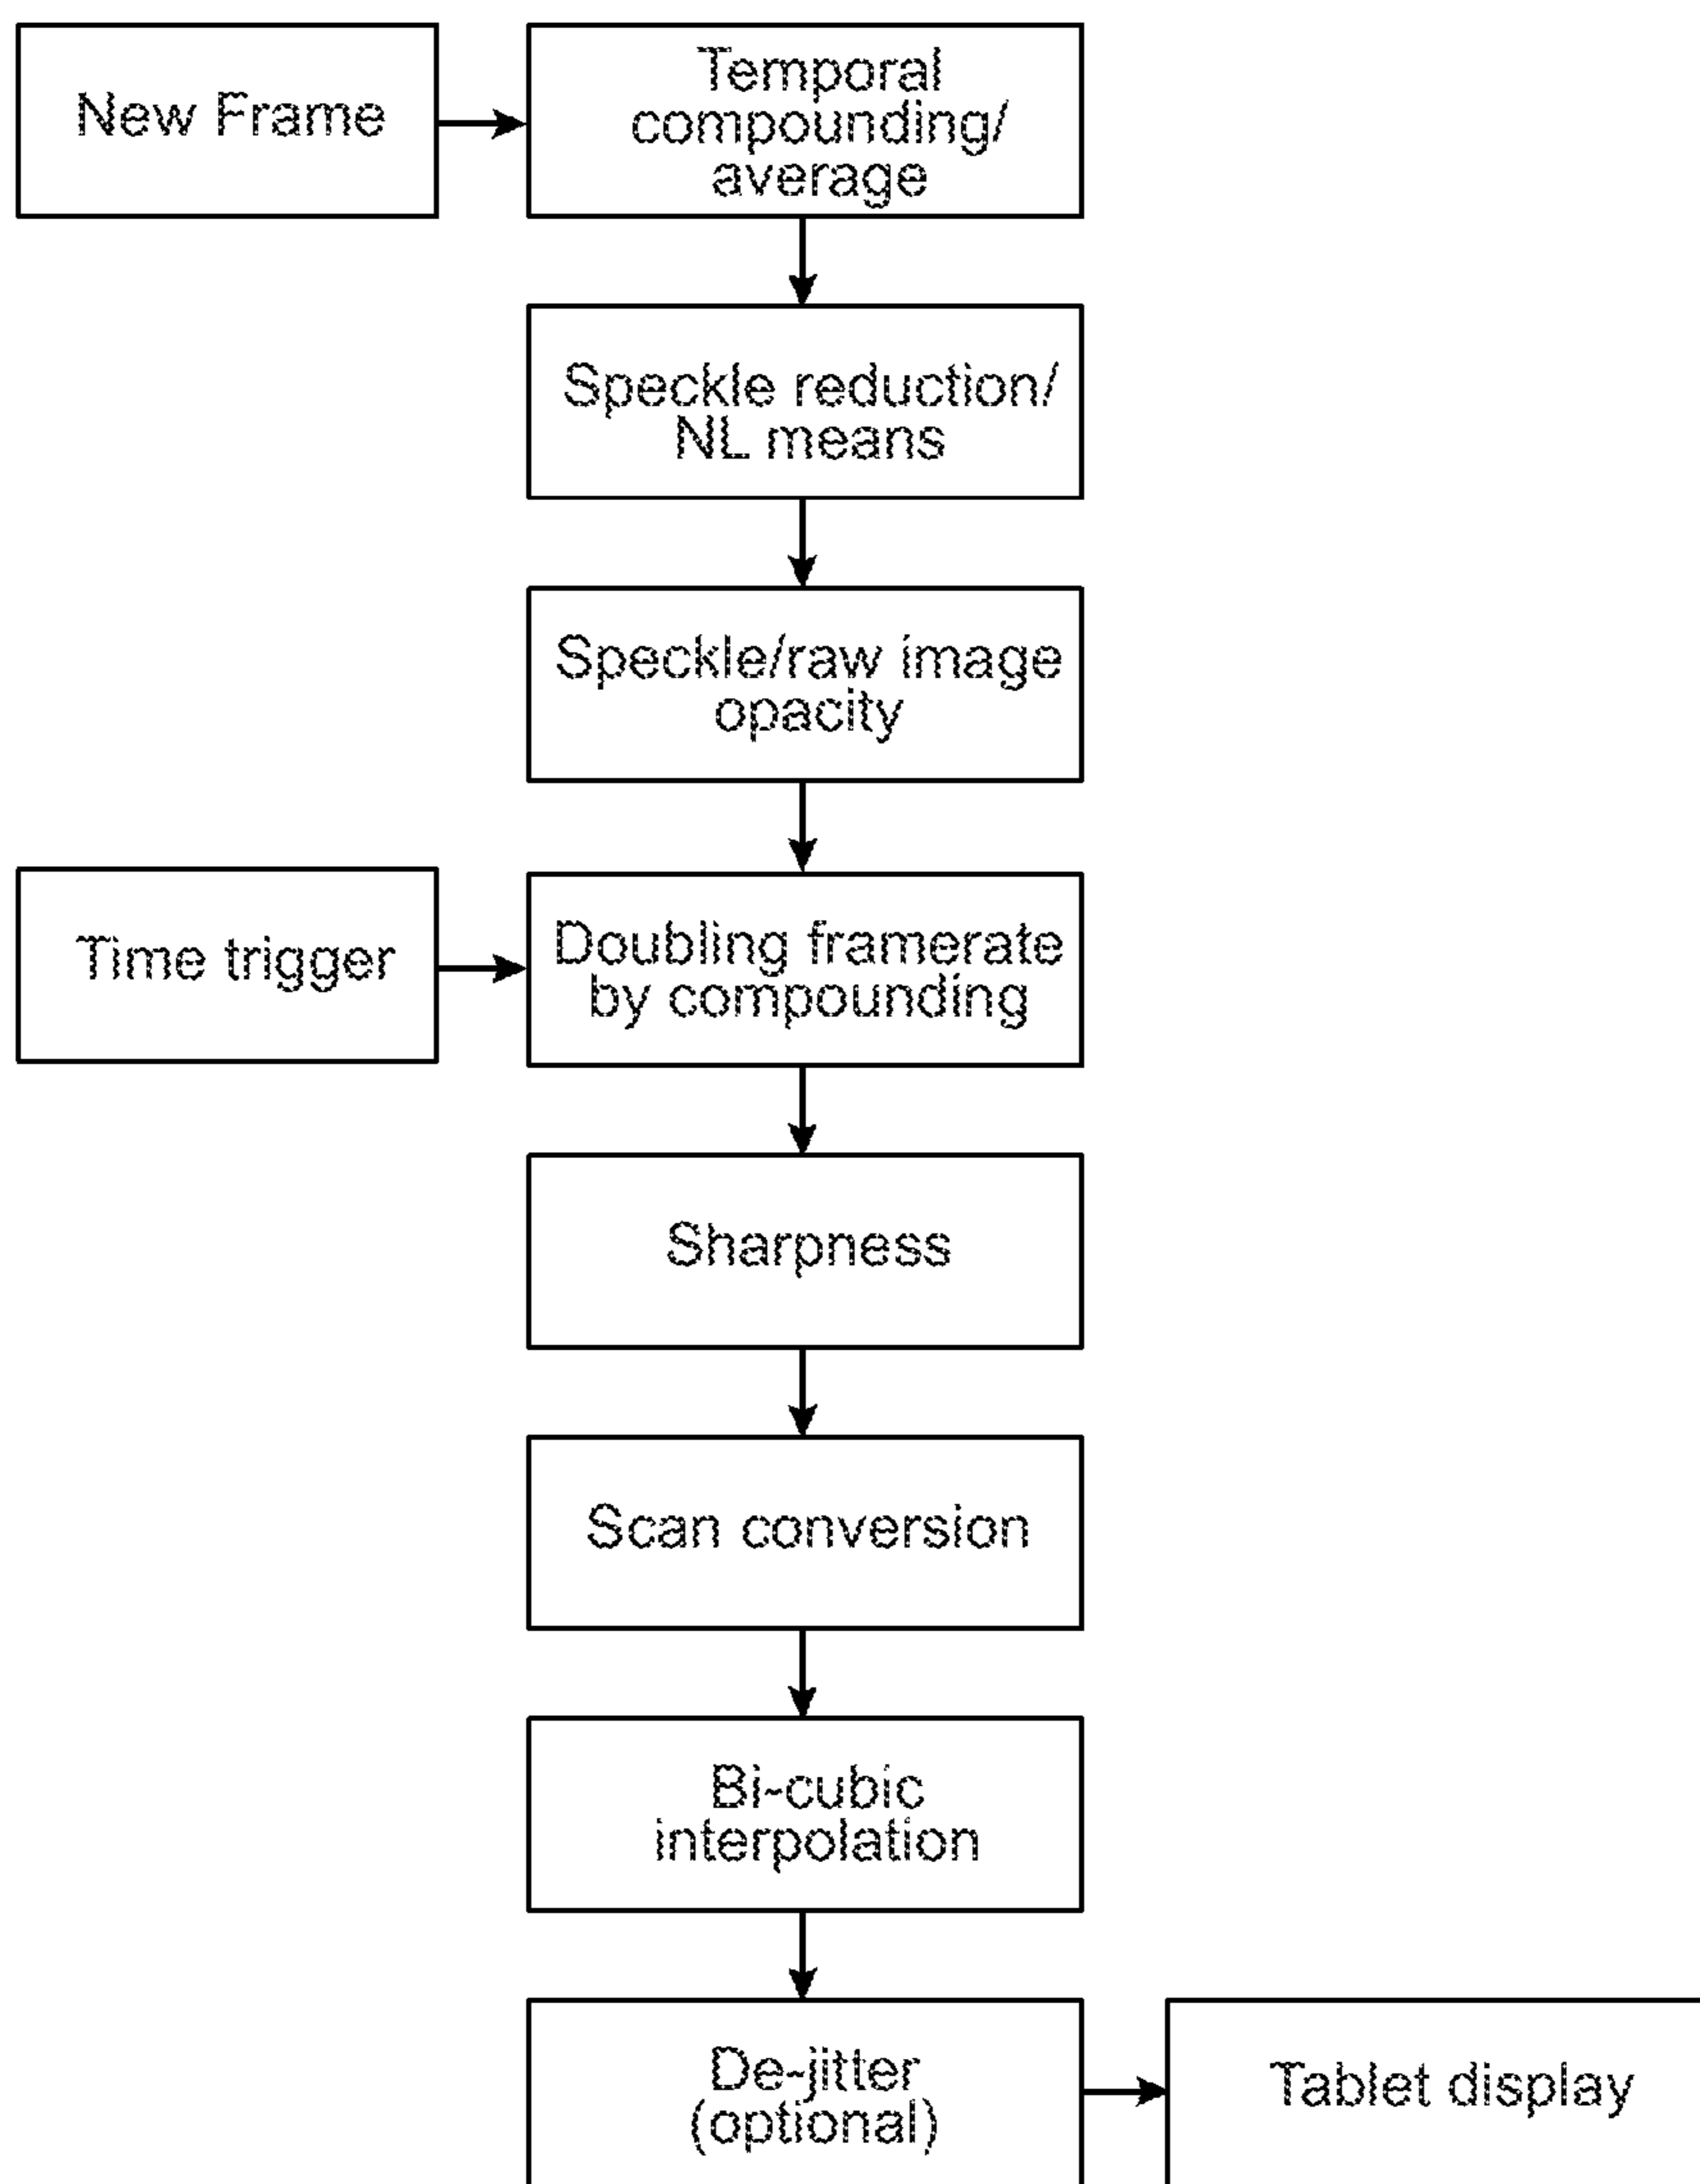 New Frame
Temporal
compounding/
average
Speckle reduction/
NL means
Speckle/raw image
opacity
Time trigger
Doubling framerate
by compounding
Sharpness
Scan conversion
Bi-cubic
interpolation
De-jitter
(optional)
Tablet display